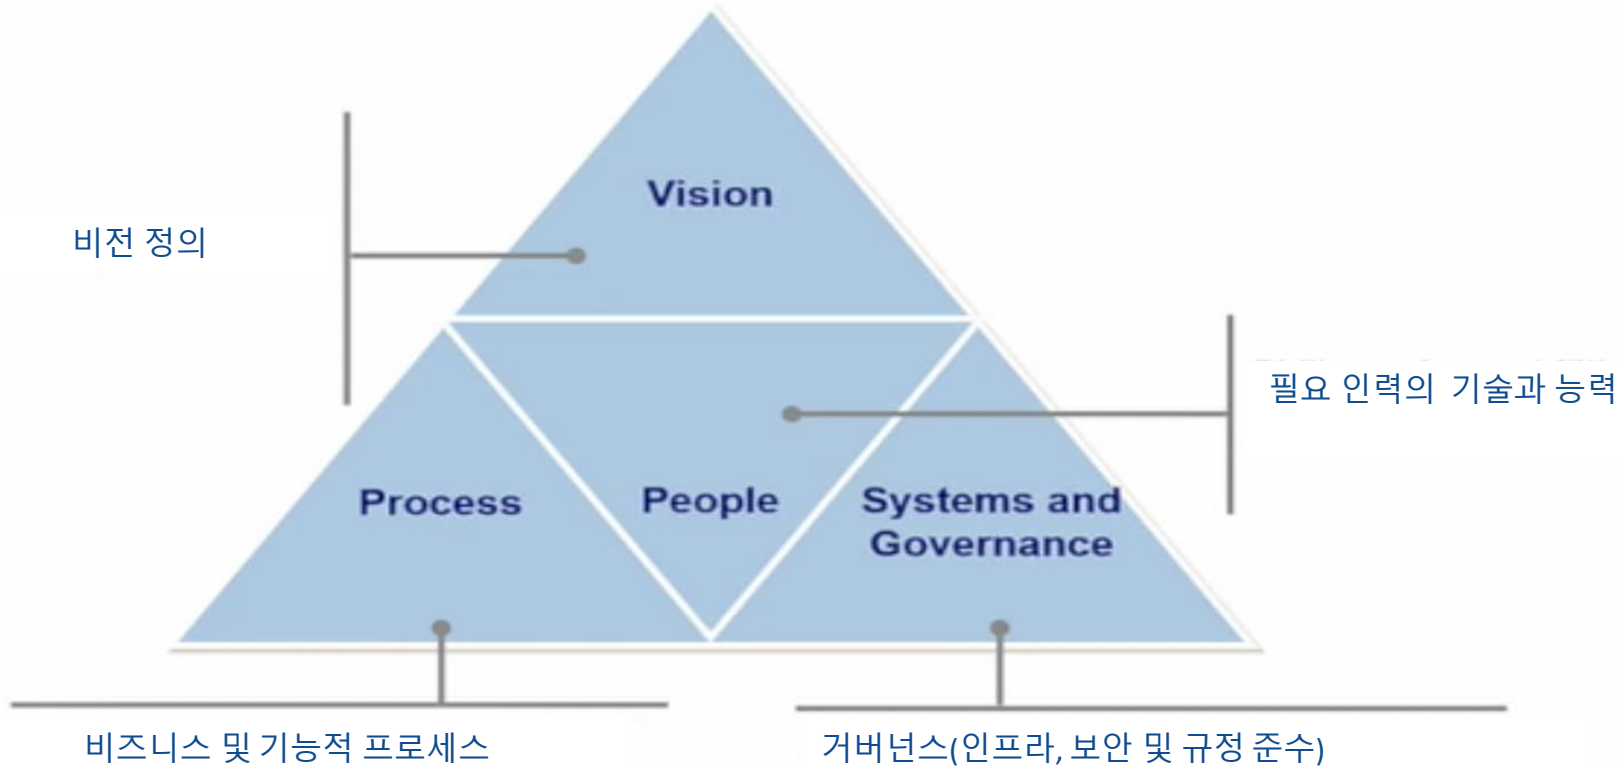 Vision
비전 정의
필요 인력의 기술과 능력
Process
People
Systems and
Governance
비즈니스 및 기능적 프로세스
거버넌스(인프라, 보안 및 규정 준수)